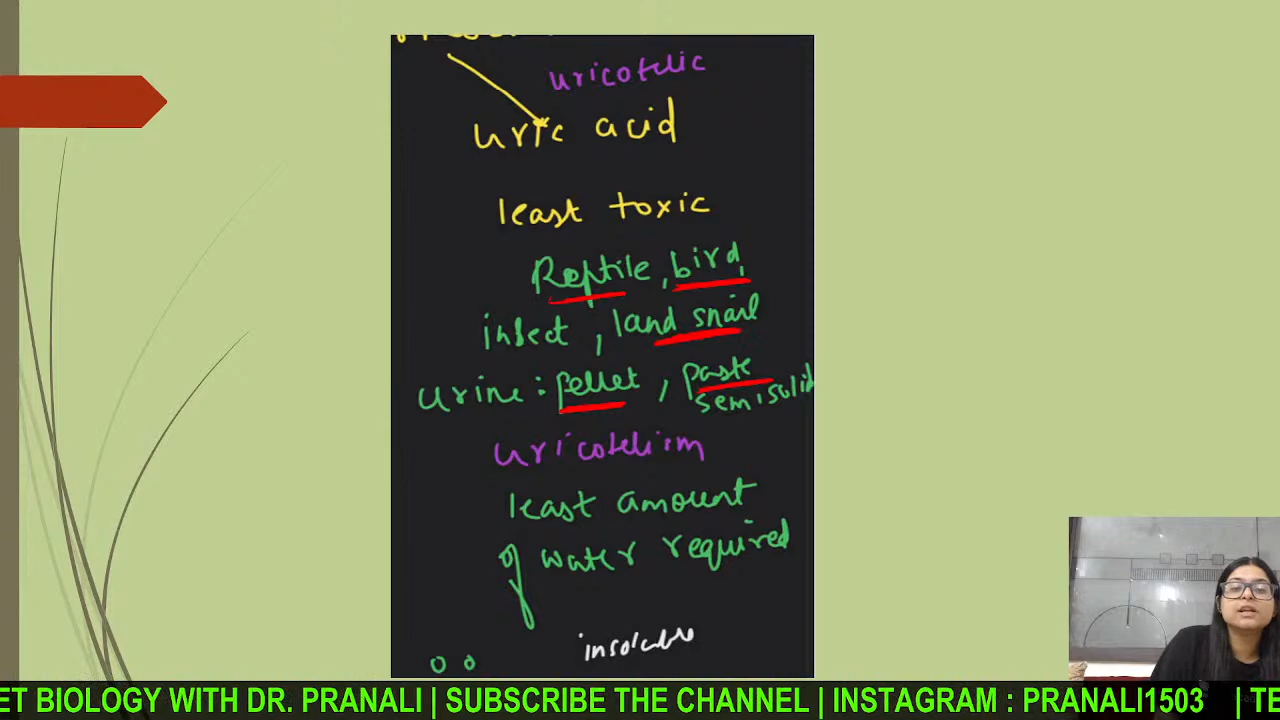 uricotelic
uric acid
least toxic
Reptile, bird,
insect, land snail
urine: pellet, paste
semisolid
uricotelism
least amount
of water required
insoluble
ET BIOLOGY WITH DR. PRANALI | SUBSCRIBE THE CHANNEL | INSTAGRAM : PRANALI1503 | TE